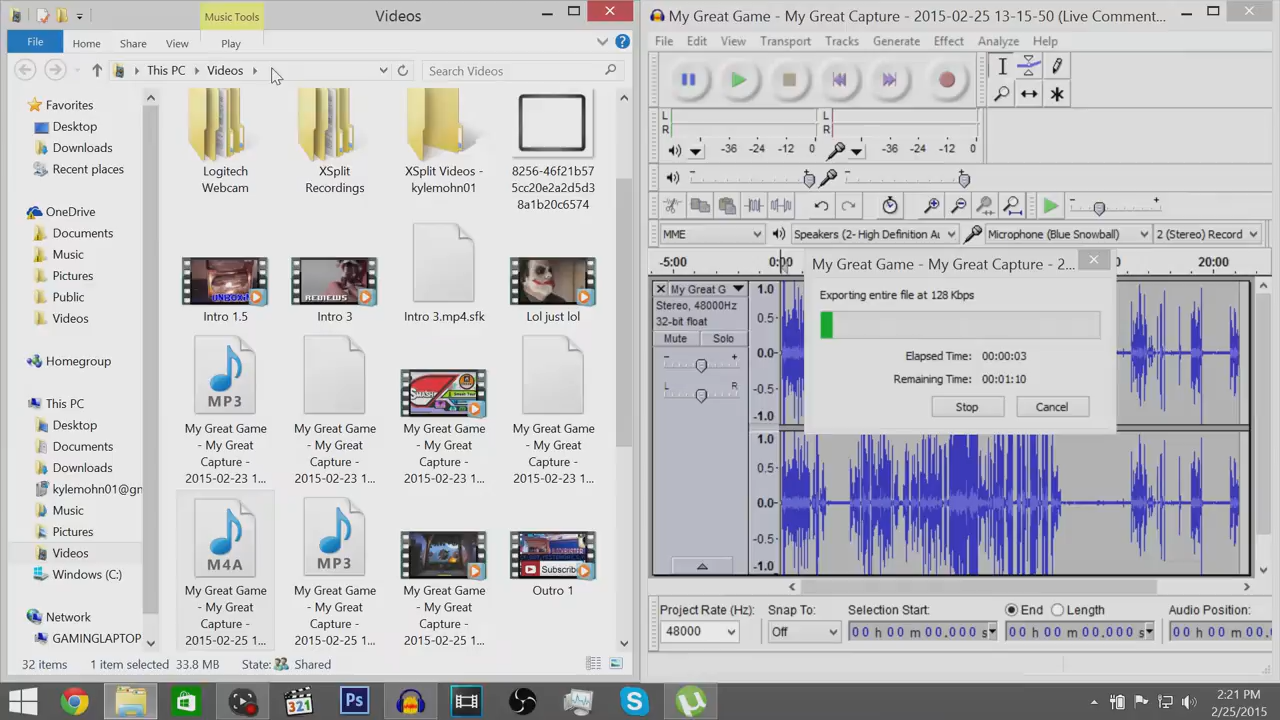 Music Tools
Videos
File
Home
Share
View
Play
This PC
Videos
Search Videos
Favorites
Desktop
Downloads
Recent places
OneDrive
Documents
Music
Pictures
Public
Videos
Homegroup
This PC
Desktop
Documents
Downloads
kylemohn01@gr
Music
Pictures
Videos
Windows (C:)
Network
GAMINGLAPTOP
Logitech
Webcam
XSplit
Recordings
XSplit Videos -
kylemohn01
8256-46f21b57
5cc20e2a2d5d3
8a1b20c6574
UNBOXI
REVIEWS
Intro 1.5
Intro 3
Intro 3.mp4.sfk
Lol just lol
MP3
SMASH
My Great Game
- My Great
Capture -
2015-02-23 1...
My Great Game
- My Great
Capture -
2015-02-23 1...
My Great Game
- My Great
Capture -
2015-02-23 1...
My Great Game
- My Great
Capture -
2015-02-23 1...
M4A
MP3
Subscribe
My Great Game
- My Great
Capture -
2015-02-25 1...
My Great Game
- My Great
Capture -
2015-02-25 1...
My Great Game
- My Great
Capture -
2015-02-25 1...
Outro 1
32 items
1 item selected
33.8 MB
State:
Shared
My Great Game - My Great Capture - 2015-02-25 13-15-50 (Live Comment...
File
Edit
View
Transport
Tracks
Generate
Effect
Analyze
Help
L
R
-36
-24
-12
0
L
R
-36
-24
-12
0
MME
Speakers (2- High Definition Au
Microphone (Blue Snowball)
2 (Stereo) Record
-5:00
0:00
20:00
My Great G
Stereo, 48000Hz
32-bit float
Mute
Solo
-
+
L
R
1.0
0.5
0.0-
-0.5
-1.0
1.0
0.5
0.0-
-0.5
-1.0
My Great Game - My Great Capture - 2...
Exporting entire file at 128 Kbps
Elapsed Time: 00:00:03
Remaining Time: 00:01:10
Stop
Cancel
Project Rate (Hz):
48000
Snap To:
Off
Selection Start:
00 h 00 m 00.000 s
End
Length
00 h 00 m 00.000 s
Audio Position:
00 h 00 m 00.000
321
Ps
2:21 PM
2/25/2015